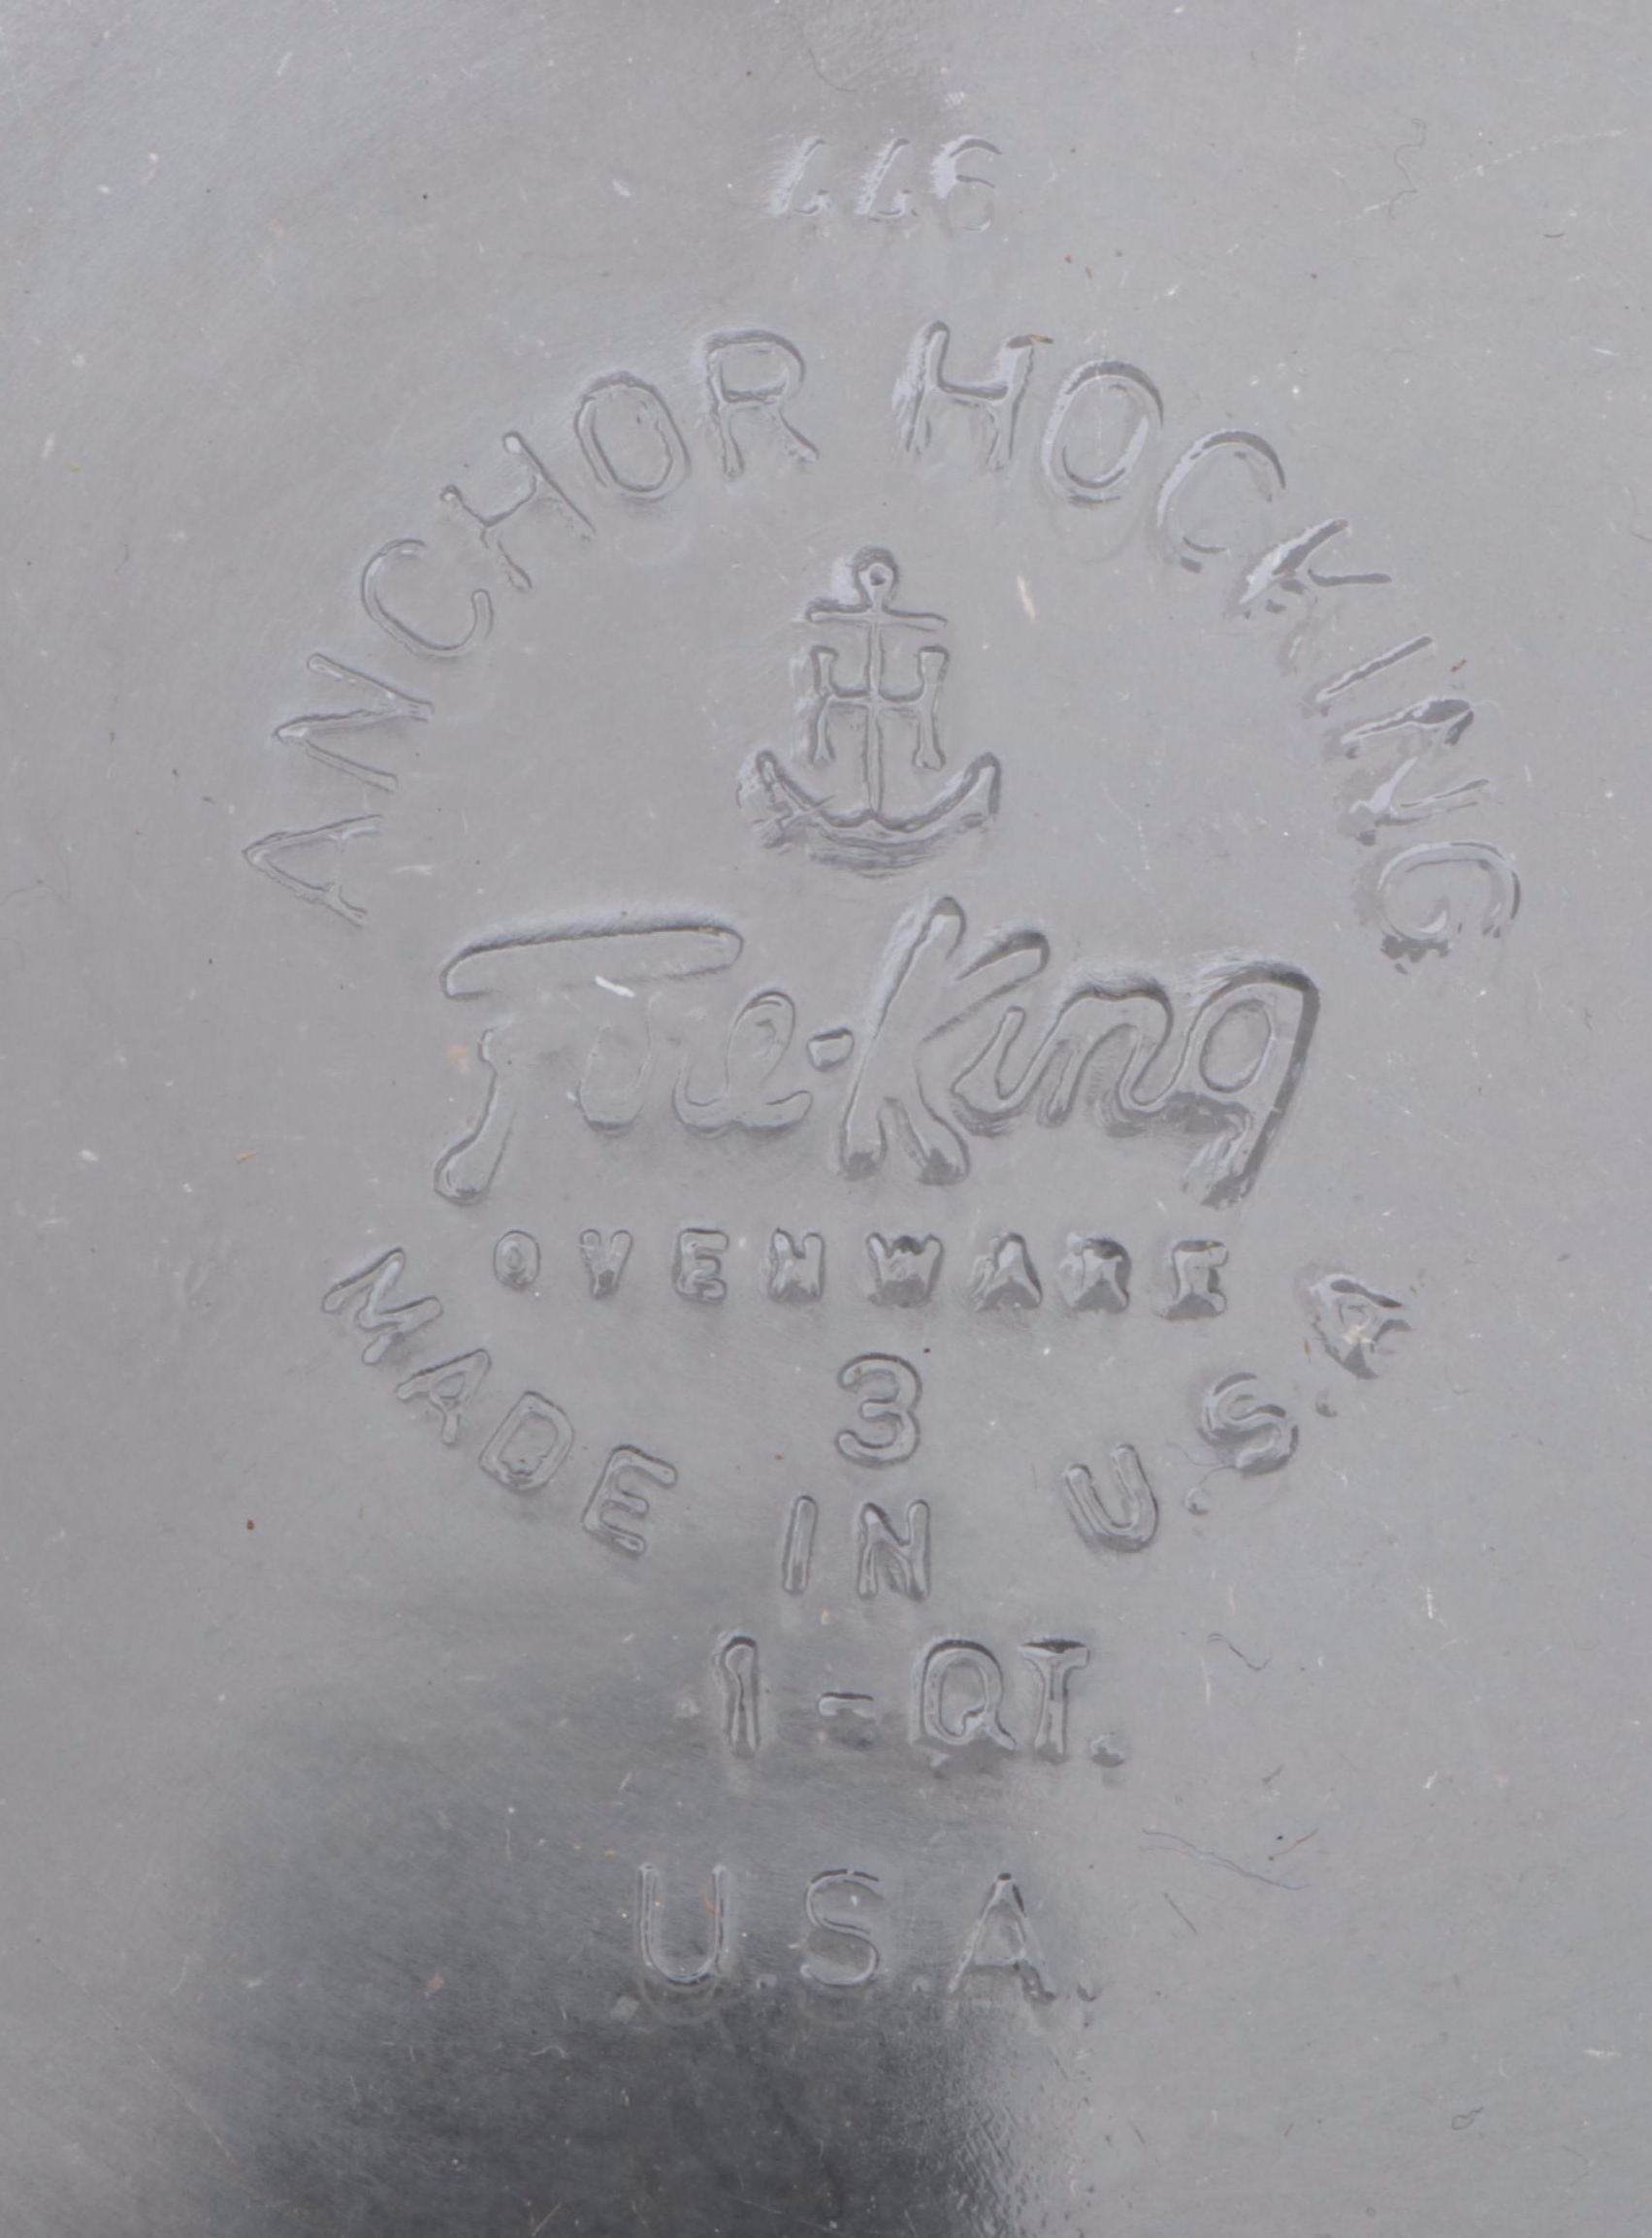 446
ANCHOR HOCKING
H
Fire-King
OVENWARE
3
MADE IN U.S.A
1-QT.
U.S.A.